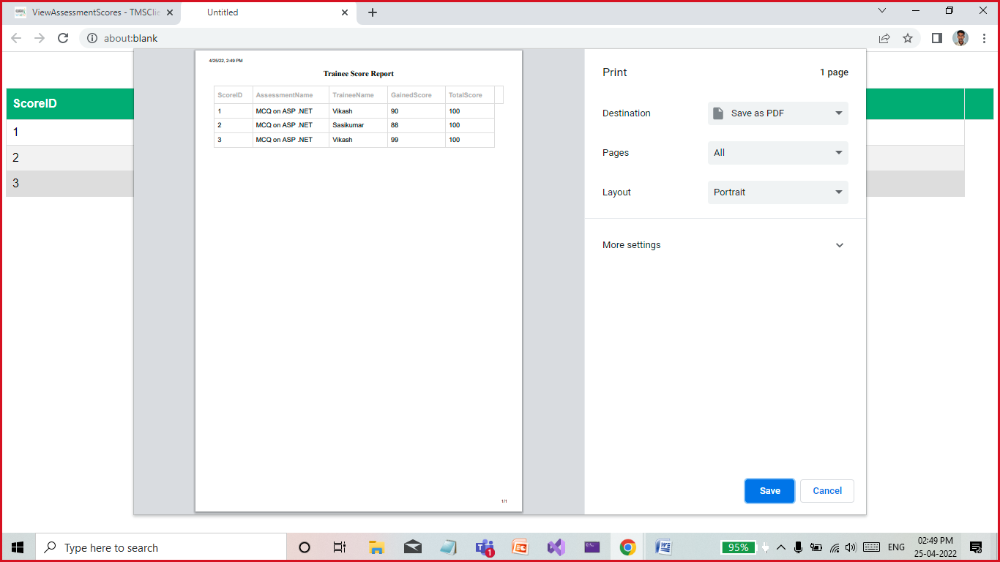 ViewAssessmentScores - TMSClie
Untitled
about:blank
ScoreID
1
2
3
4/25/22, 2:49 PM
Trainee Score Report
ScoreID AssessmentName TraineeName GainedScore TotalScore
1 MCQ on ASP .NET Vikash 90 100
2 MCQ on ASP .NET Sasikumar 88 100
3 MCQ on ASP .NET Vikash 99 100
1/1
Print 1 page
Destination Save as PDF
Pages All
Layout Portrait
More settings
Save Cancel
Type here to search
1
95%
ENG
02:49 PM
25-04-2022